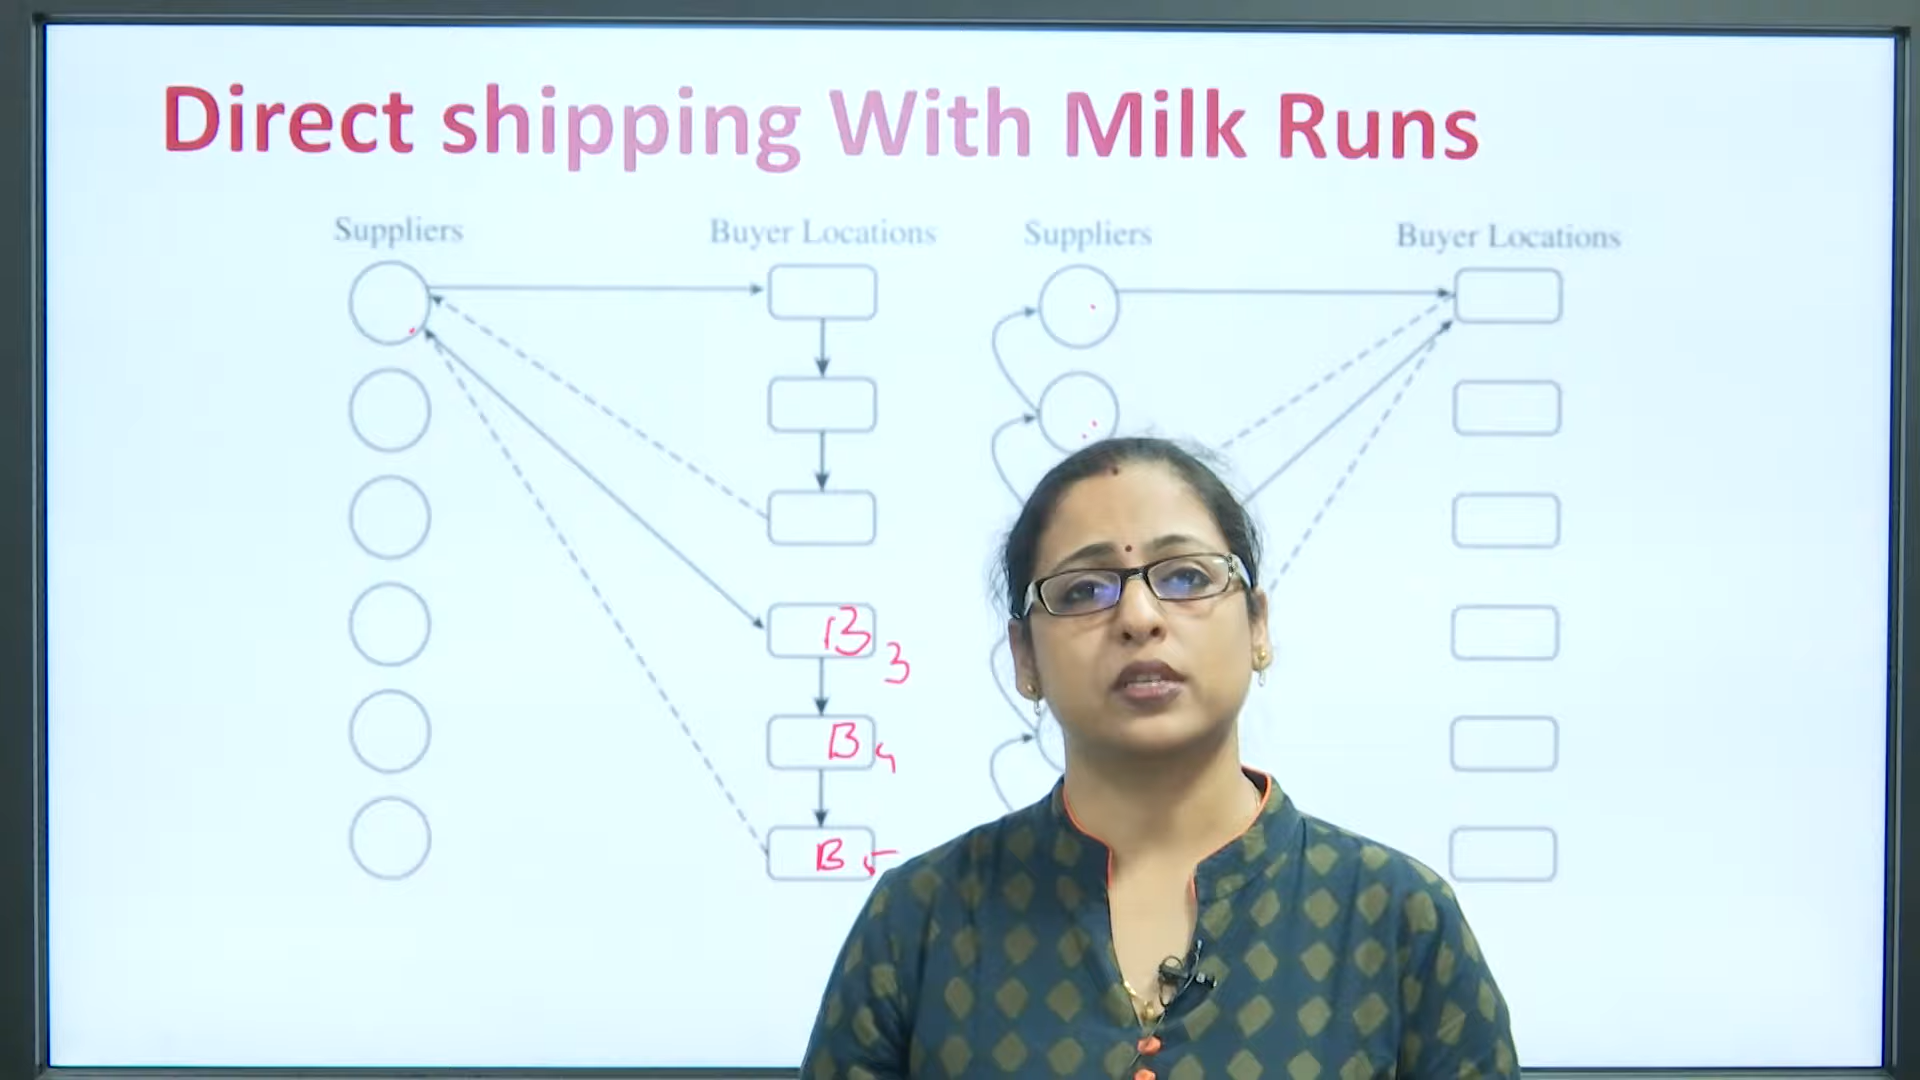 Direct shipping With Milk Runs
Suppliers Buyer Locations Suppliers Buyer Locations
B3
B4
B5